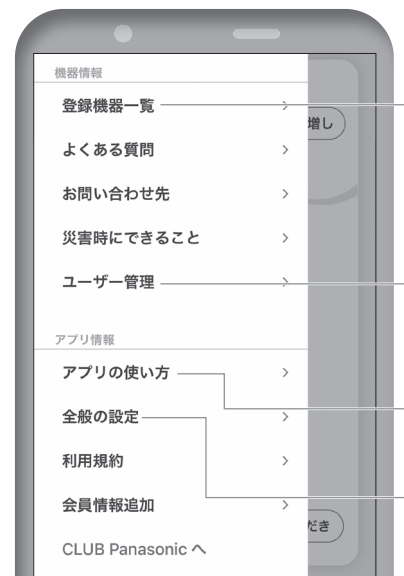 機器情報
登録機器一覧
増し
よくある質問
お問い合わせ先
災害時にできること
ユーザー管理
アプリ情報
アプリの使い方
全般の設定
利用規約
会員情報追加
だき
CLUB Panasonic へ